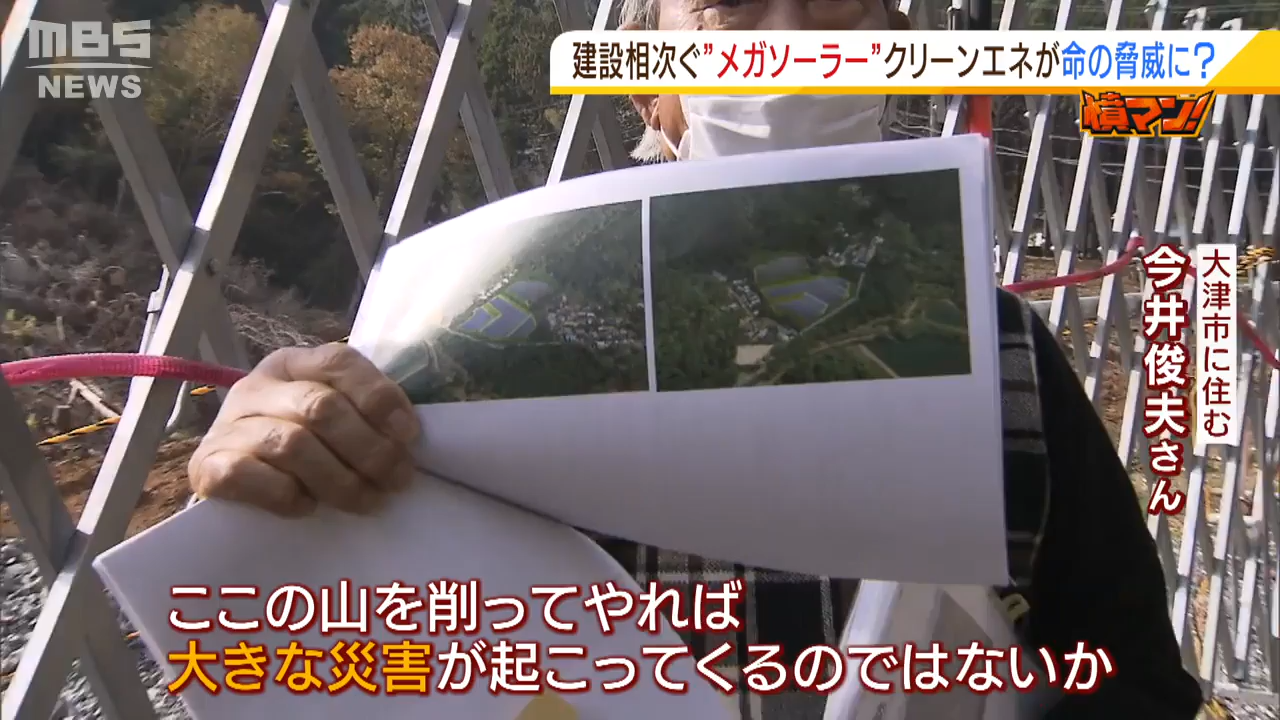 MBS
NEWS
建設相次ぐ”メガソーラー”クリーンエネが命の脅威に?
横マン!
大津市に住む
今井俊夫さん
ここの山を削ってやれば
大きな災害が起こってくるのではないか